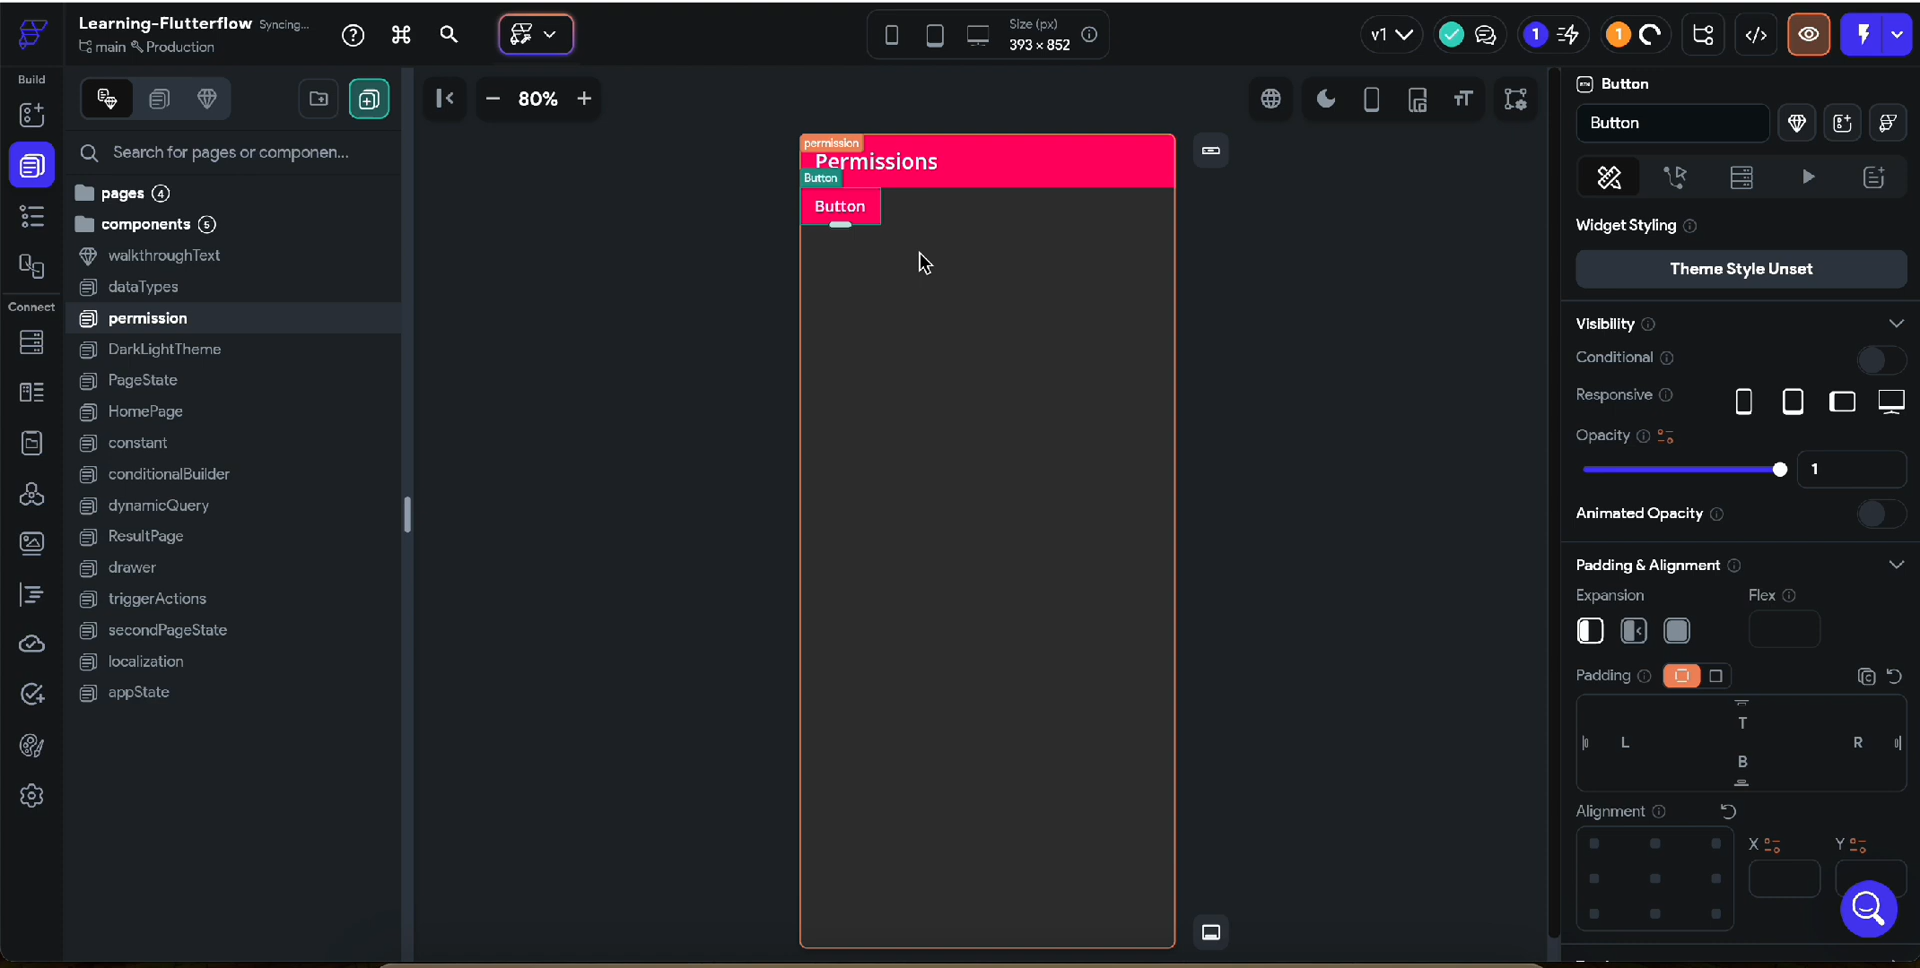 Learning-Flutterflow Syncing...
main Production
Size (px)
393 × 852
v1
1
1
Build
Connect
Search for pages or componen...
pages (4)
components (5)
walkthroughText
dataTypes
permission
DarkLightTheme
PageState
HomePage
constant
conditionalBuilder
dynamicQuery
ResultPage
drawer
triggerActions
secondPageState
localization
appState
80%
permission
Permissions
Button
Button
Button
Button
Widget Styling
Theme Style Unset
Visibility
Conditional
Responsive
Opacity
1
Animated Opacity
Padding & Alignment
Expansion Flex
Padding
T
L R
B
Alignment
X Y